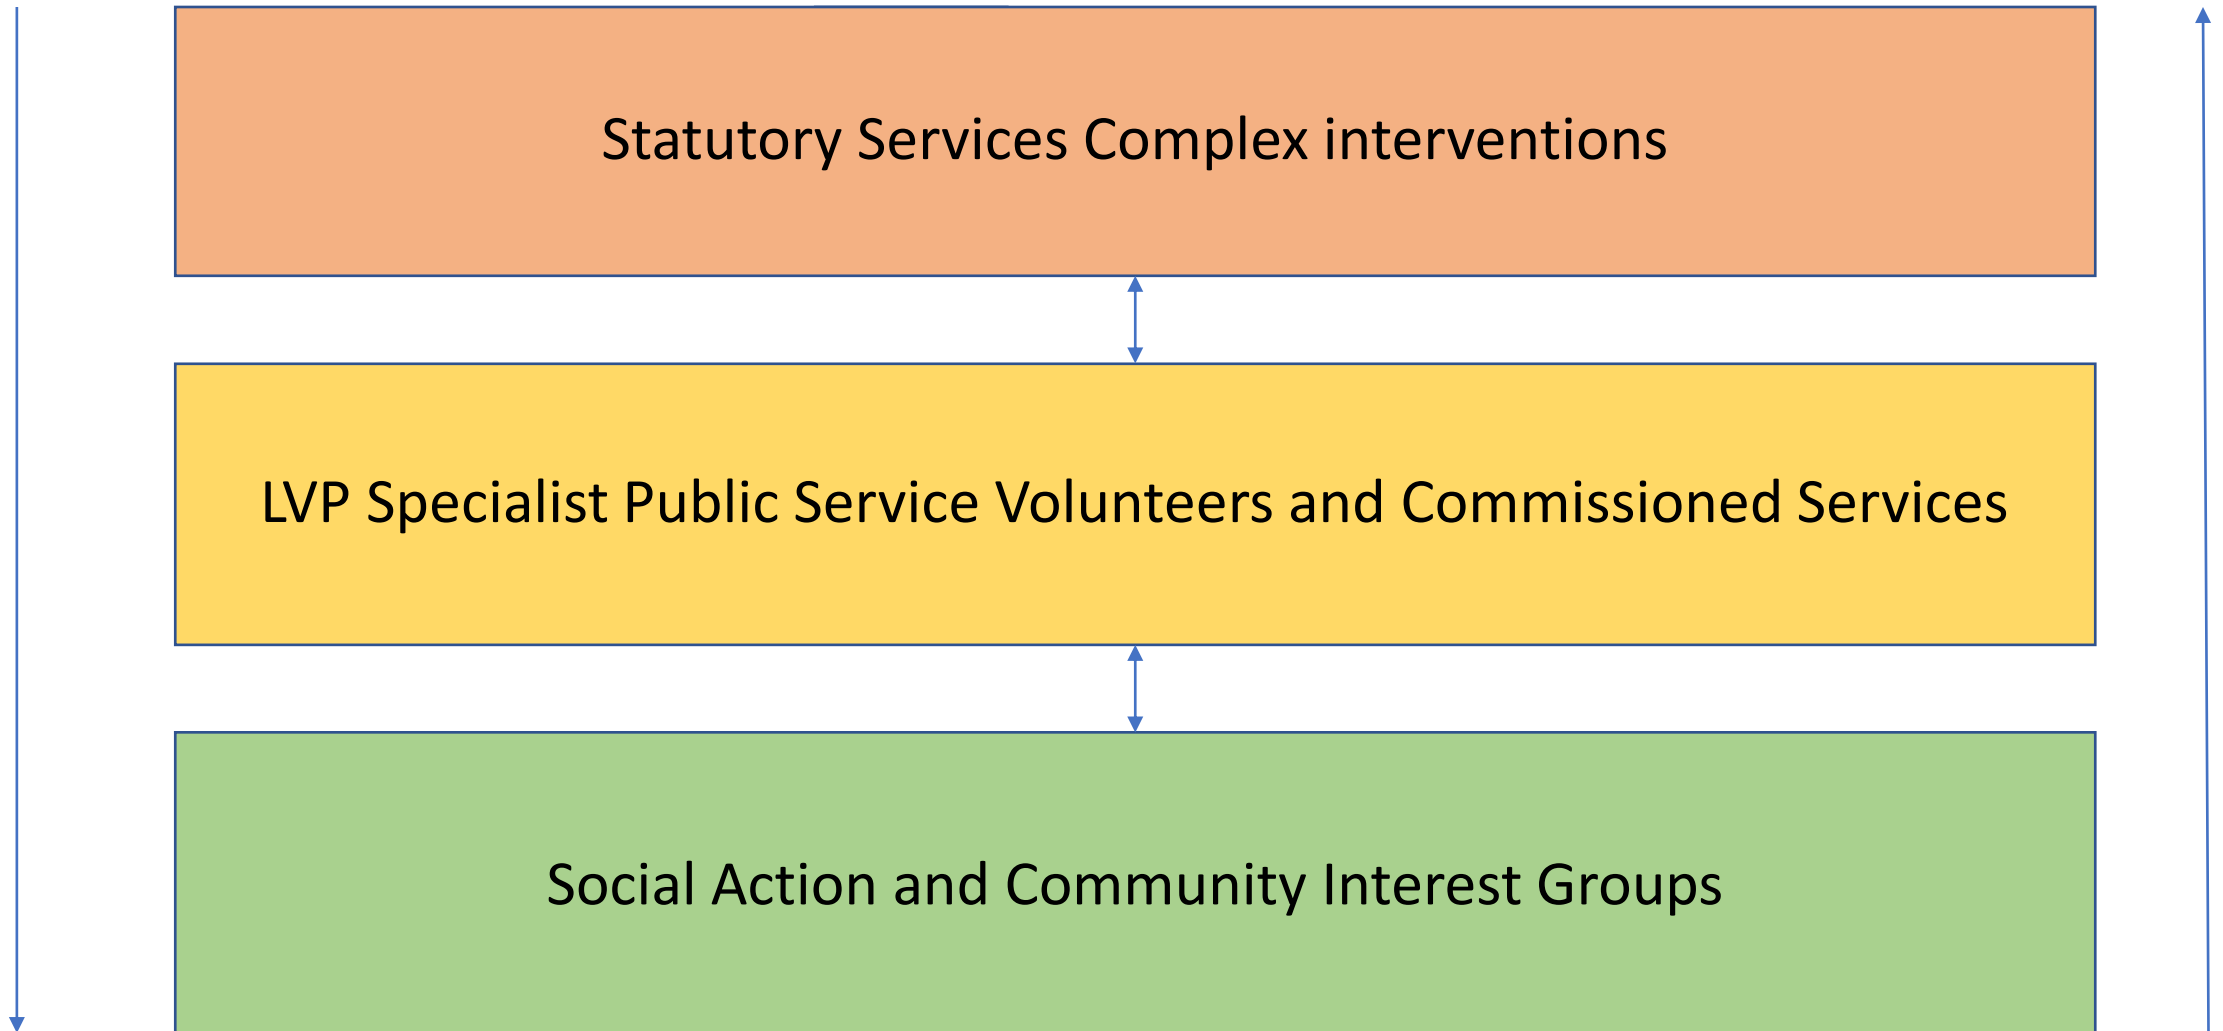 Statutory Services Complex interventions
LVP Specialist Public Service Volunteers and Commissioned Services
Social Action and Community Interest Groups